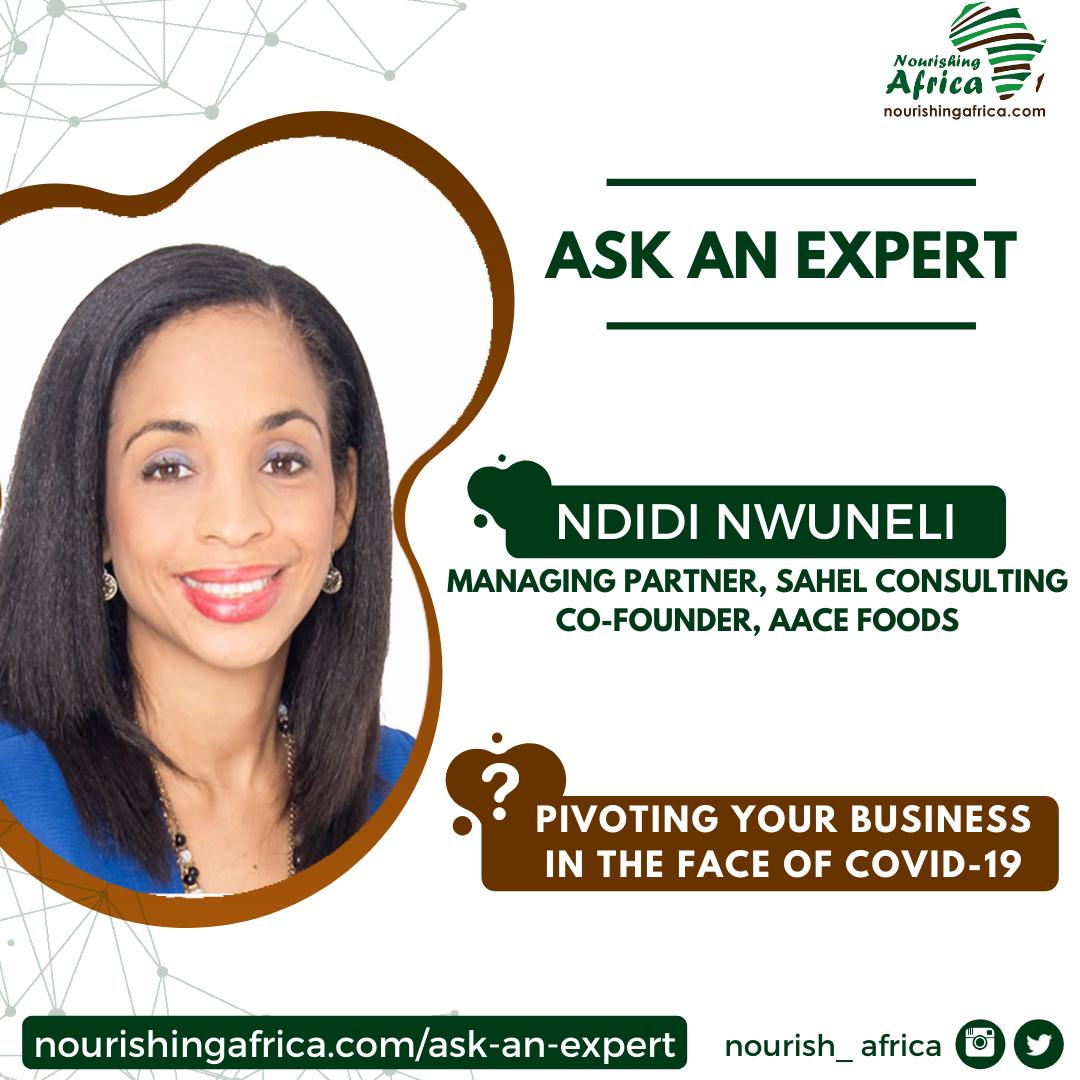 Nourishing
Africa
nourishingafrica.com
ASK AN EXPERT
NDIDI NWUNELI
MANAGING PARTNER, SAHEL CONSULTING
CO-FOUNDER, AACE FOODS
?
PIVOTING YOUR BUSINESS
IN THE FACE OF COVID-19
nourishingafrica.com/ask-an-expert
nourish_ africa